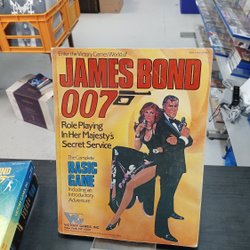 Enter the Victory Games World of
JAMES BOND
007
Role Playing
In Her Majesty's
Secret Service
The Complete
BASIC
GAME
Including an
Introductory
Adventure